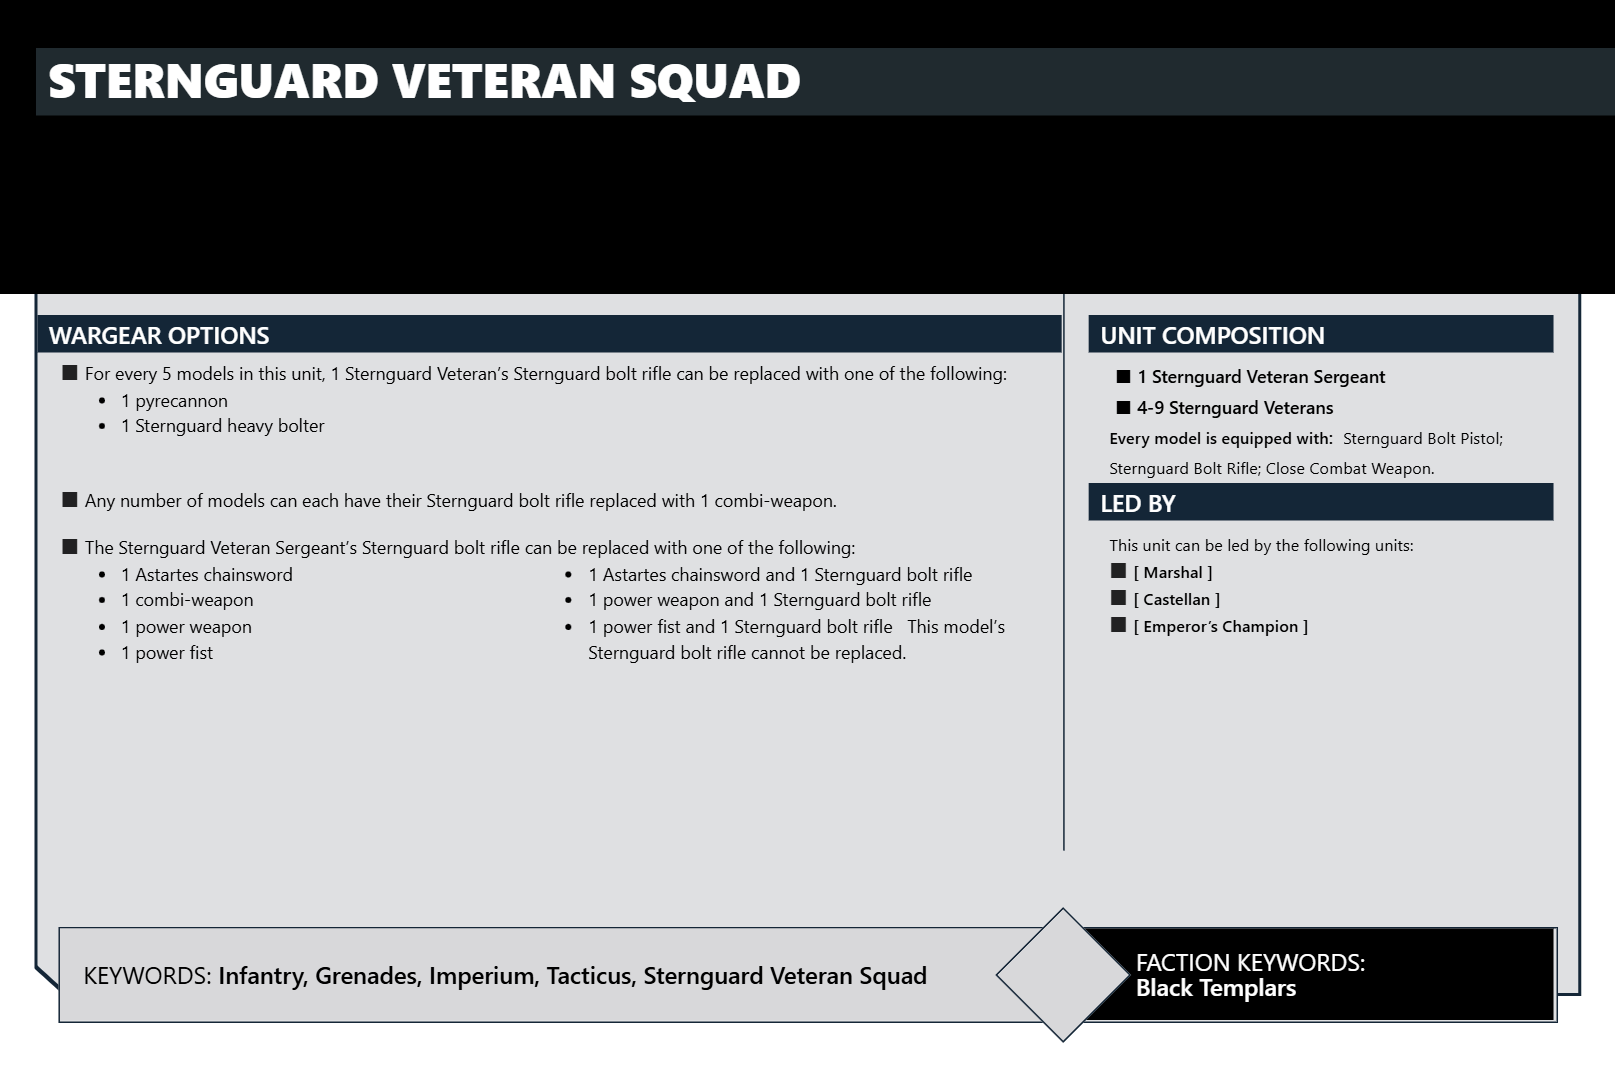 STERNGUARD VETERAN SQUAD
WARGEAR OPTIONS
■ For every 5 models in this unit, 1 Sternguard Veteran’s Sternguard bolt rifle can be replaced with one of the following:
• 1 pyrecannon
• 1 Sternguard heavy bolter
■ Any number of models can each have their Sternguard bolt rifle replaced with 1 combi-weapon.
■ The Sternguard Veteran Sergeant’s Sternguard bolt rifle can be replaced with one of the following:
• 1 Astartes chainsword
• 1 combi-weapon
• 1 power weapon
• 1 power fist
• 1 Astartes chainsword and 1 Sternguard bolt rifle
• 1 power weapon and 1 Sternguard bolt rifle
• 1 power fist and 1 Sternguard bolt rifle This model’s
Sternguard bolt rifle cannot be replaced.
UNIT COMPOSITION
■ 1 Sternguard Veteran Sergeant
■ 4-9 Sternguard Veterans
Every model is equipped with: Sternguard Bolt Pistol;
Sternguard Bolt Rifle; Close Combat Weapon.
LED BY
This unit can be led by the following units:
■ [ Marshal ]
■ [ Castellan ]
■ [ Emperor’s Champion ]
KEYWORDS: Infantry, Grenades, Imperium, Tacticus, Sternguard Veteran Squad
FACTION KEYWORDS:
Black Templars